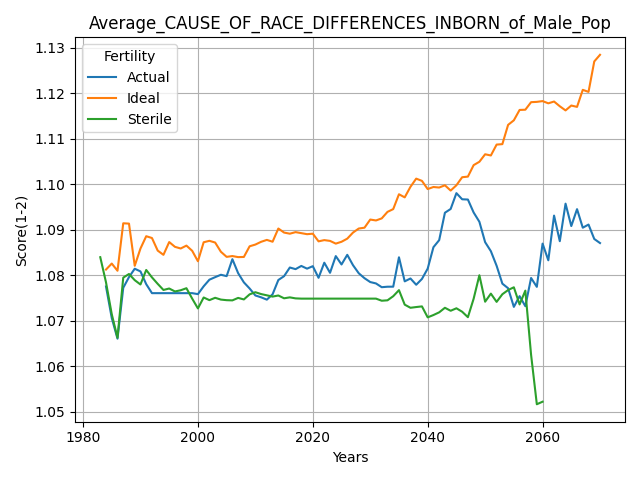 Average_CAUSE_OF_RACE_DIFFERENCES_INBORN_of_Male_Pop
1.13
1.12
1.11
1.10
1.09
1.08
1.07
1.06
1.05
Score(1-2)
Fertility
Actual
Ideal
Sterile
1980
2000
2020
2040
2060
Years